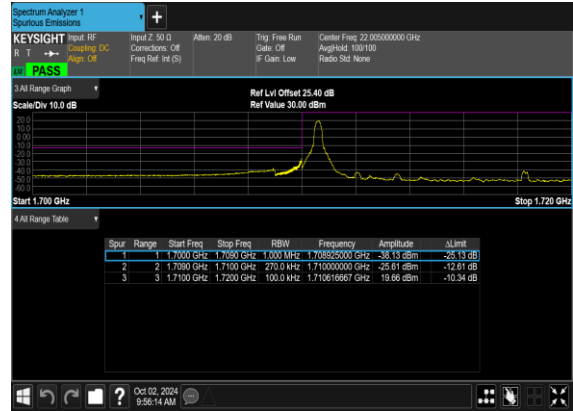 Spectrum Analyzer 1
Spurious Emissions
KEYSIGHT Input: RF Input Z: 50 Ω Atten: 20 dB Trig: Free Run Center Freq: 22.005000000 GHz
R T Coupling: DC Corrections: Off Gate: Off Avg|Hold: 100/100
Align: Off Freq Ref: Int (S) IF Gain: Low Radio Std: None
PASS
3 All Range Graph Ref Lvl Offset 25.40 dB
Scale/Div 10.0 dB Ref Value 30.00 dBm
20.0
10.0
0.00
-10.0
-20.0
-30.0
-40.0
-50.0
-60.0
Start 1.700 GHz Stop 1.720 GHz
4 All Range Table
Spur Range Start Freq Stop Freq RBW Frequency Amplitude ΔLimit
1 1 1.7000 GHz 1.7090 GHz 1.000 MHz 1.708925000 GHz -38.13 dBm -25.13 dB
2 2 1.7090 GHz 1.7100 GHz 270.0 kHz 1.710000000 GHz -25.61 dBm -12.61 dB
3 3 1.7100 GHz 1.7200 GHz 100.0 kHz 1.710616667 GHz 19.66 dBm -10.34 dB
? Oct 02, 2024
9:56:14 AM